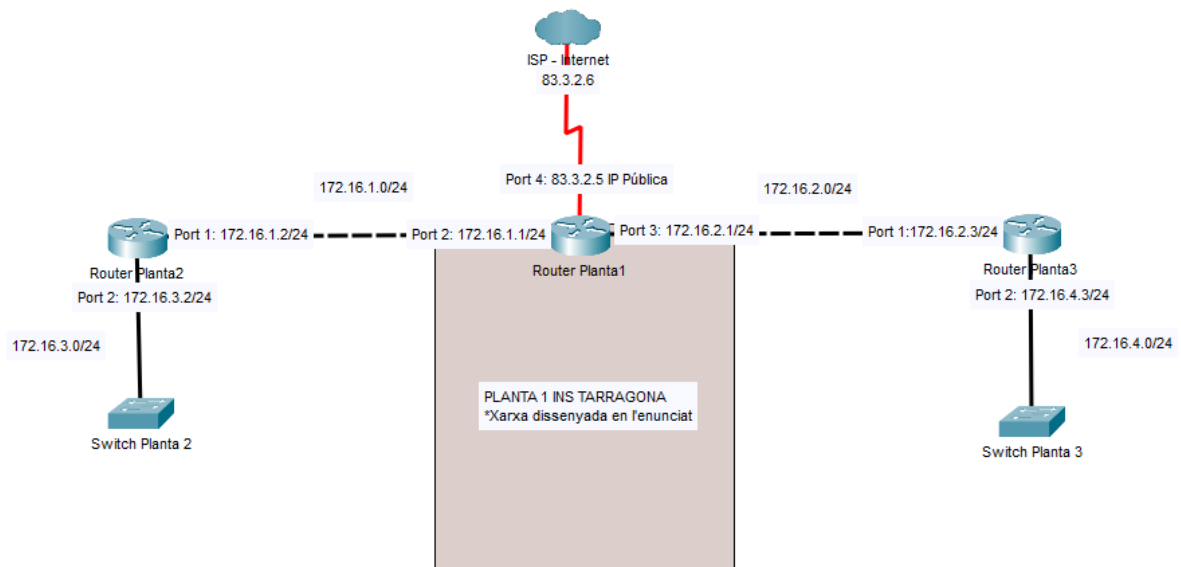 ISP - Internet
83.3.2.6
Port 4: 83.3.2.5 IP Pública
172.16.1.0/24
172.16.2.0/24
Port 1: 172.16.1.2/24
Port 2: 172.16.1.1/24
Port 3: 172.16.2.1/24
Port 1:172.16.2.3/24
Router Planta2
Router Planta1
Router Planta3
Port 2: 172.16.3.2/24
Port 2: 172.16.4.3/24
172.16.3.0/24
172.16.4.0/24
PLANTA 1 INS TARRAGONA
*Xarxa dissenyada en l'enunciat
Switch Planta 2
Switch Planta 3